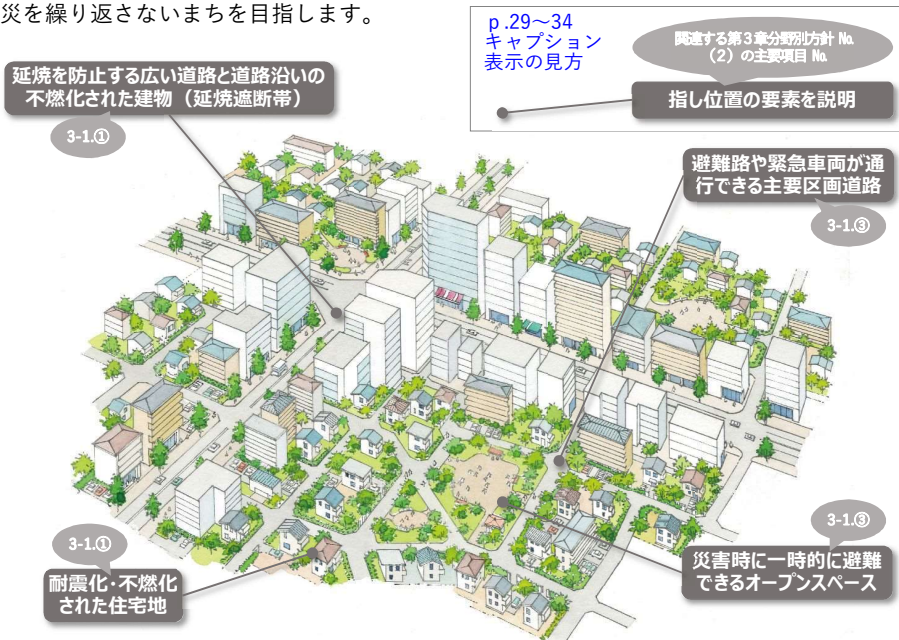 災を繰り返さないまちを目指します。
p.29～34
キャプション
表示の見方
関連する第3章分野別方針 No.
（2）の主要項目 No.
指し位置の要素を説明
延焼を防止する広い道路と道路沿いの
不燃化された建物（延焼遮断帯）
3-1.①
避難路や緊急車両が通
行できる主要区画道路
3-1.③
3-1.①
耐震化・不燃化
された住宅地
3-1.③
災害時に一時的に避難
できるオープンスペース